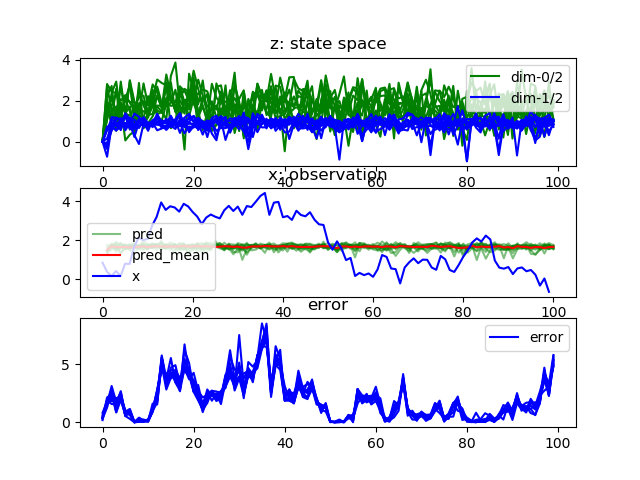 z: state space
4
2
0
dim-0/2
dim-1/2
0 20 40 60 80 100
x: observation
4
2
0
pred
pred_mean
x
0 20 40 60 80 100
error
5
0
error
0 20 40 60 80 100